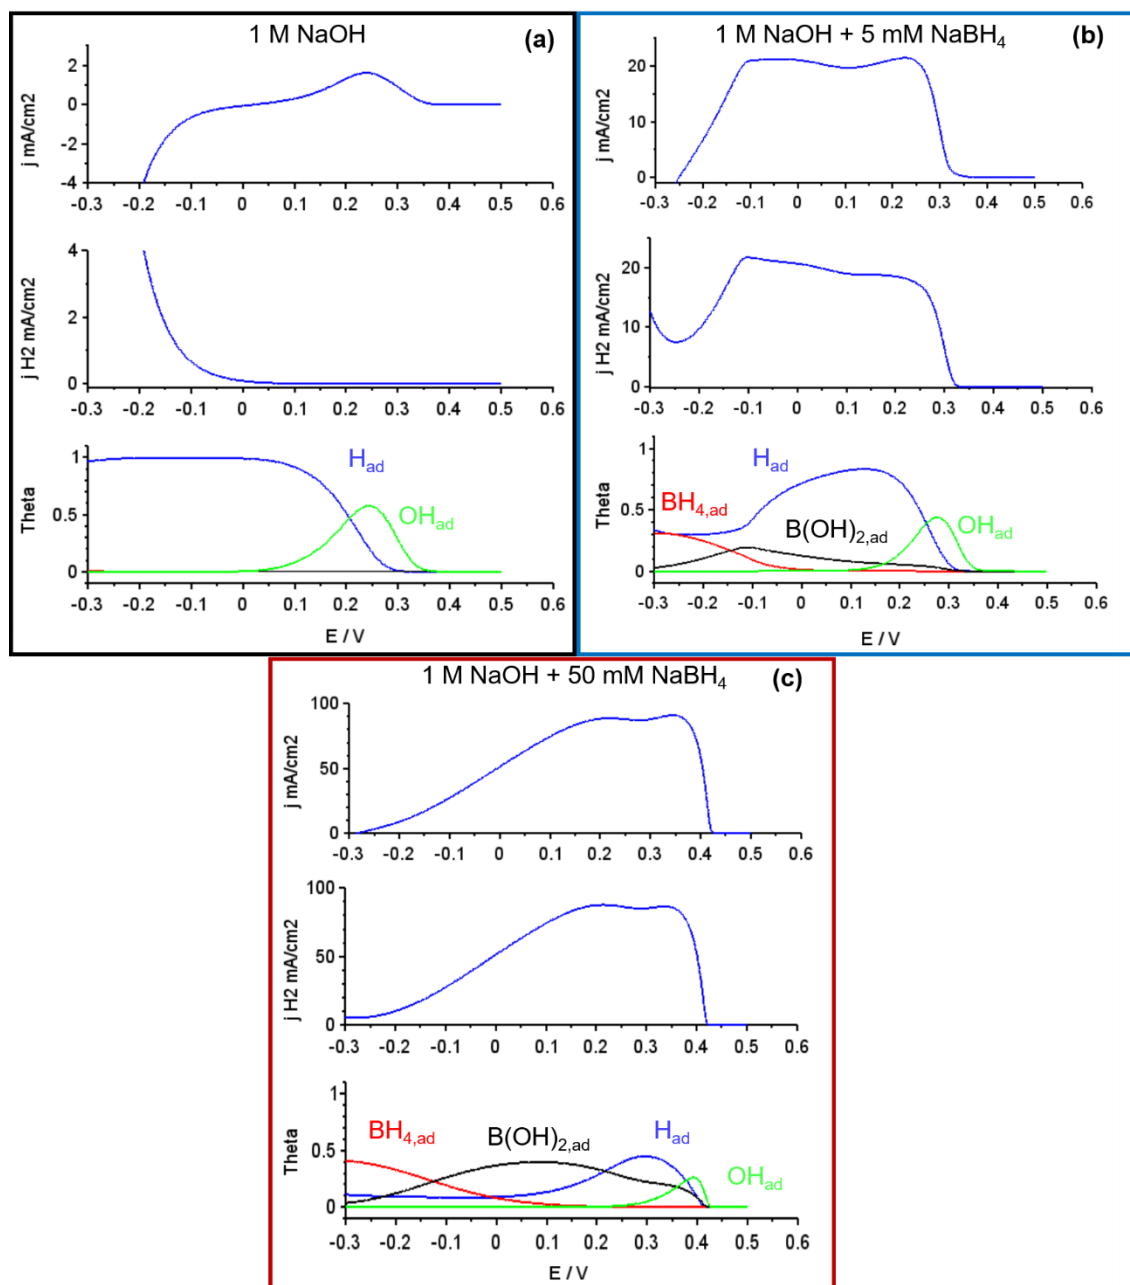 1 M NaOH
(a)
j mA/cm2
2
0
-2
-4
-0.3 -0.2 -0.1 0 0.1 0.2 0.3 0.4 0.5 0.6
j H2 mA/cm2
4
2
0
-0.3 -0.2 -0.1 0 0.1 0.2 0.3 0.4 0.5 0.6
Theta
1
0.5
0
H_ad
OH_ad
-0.3 -0.2 -0.1 0 0.1 0.2 0.3 0.4 0.5 0.6
E / V
1 M NaOH + 5 mM NaBH₄
(b)
j mA/cm2
20
10
0
-0.3 -0.2 -0.1 0 0.1 0.2 0.3 0.4 0.5 0.6
j H2 mA/cm2
20
10
0
-0.3 -0.2 -0.1 0 0.1 0.2 0.3 0.4 0.5 0.6
Theta
1
0.5
0
H_ad
BH_4,ad
B(OH)_2,ad
OH_ad
-0.3 -0.2 -0.1 0 0.1 0.2 0.3 0.4 0.5 0.6
E / V
1 M NaOH + 50 mM NaBH₄
(c)
j mA/cm2
100
50
0
-0.3 -0.2 -0.1 0 0.1 0.2 0.3 0.4 0.5 0.6
j H2 mA/cm2
100
50
0
-0.3 -0.2 -0.1 0 0.1 0.2 0.3 0.4 0.5 0.6
Theta
1
0.5
0
BH_4,ad
B(OH)_2,ad
H_ad
OH_ad
-0.3 -0.2 -0.1 0 0.1 0.2 0.3 0.4 0.5 0.6
E / V